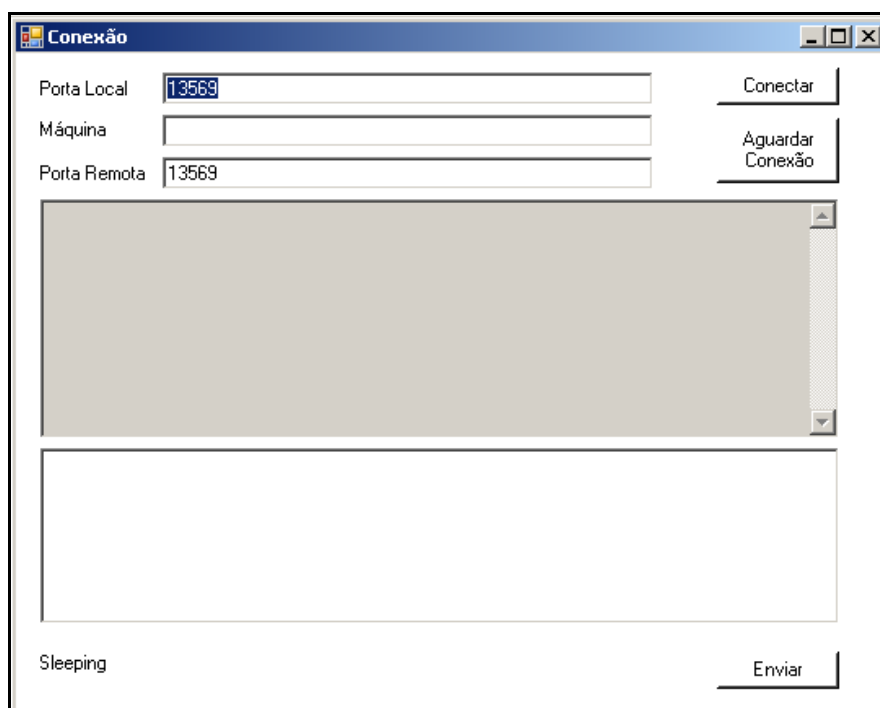 Conexão
Porta Local 13569 Conectar
Máquina
Aguardar
Conexão
Porta Remota 13569
Sleeping
Enviar